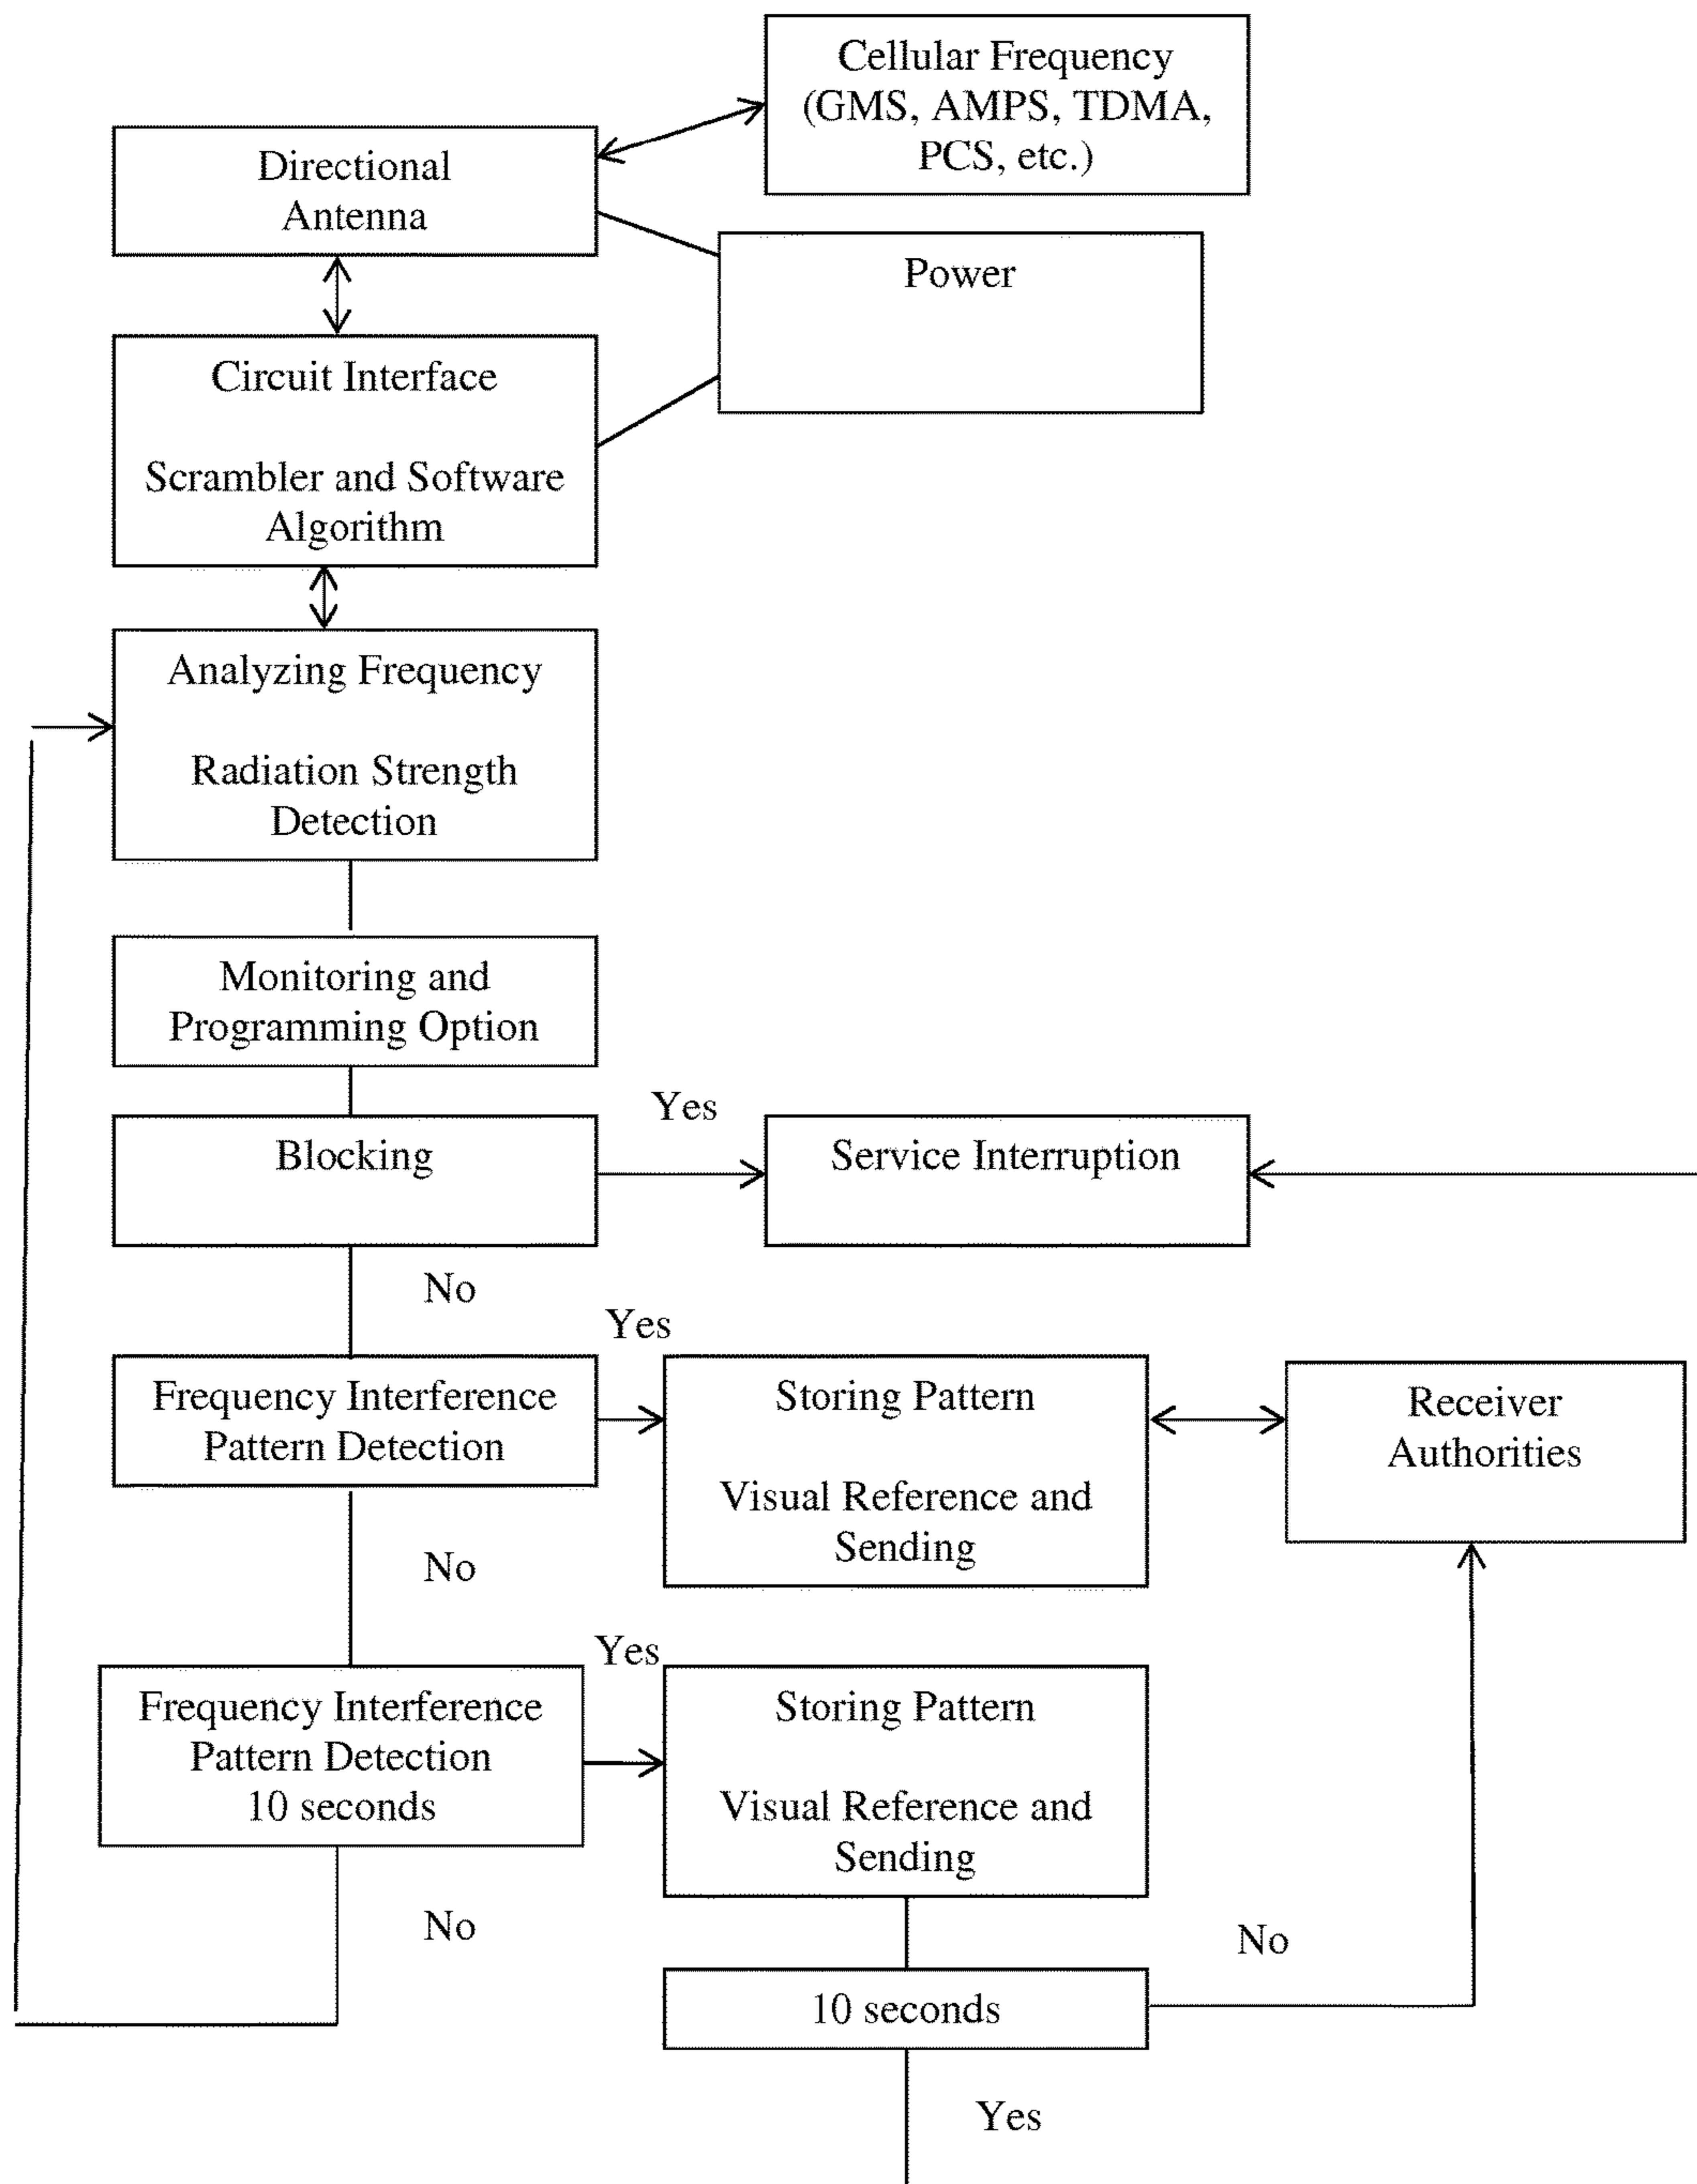 Cellular Frequency
(GMS, AMPS, TDMA,
PCS, etc.)
Directional
Antenna
Power
Circuit Interface
Scrambler and Software
Algorithm
Analyzing Frequency
Radiation Strength
Detection
Monitoring and
Programming Option
Yes
Blocking
Service Interruption
No
Yes
Frequency Interference
Pattern Detection
Storing Pattern
Visual Reference and
Sending
Receiver
Authorities
No
Yes
Frequency Interference
Pattern Detection
10 seconds
Storing Pattern
Visual Reference and
Sending
No
No
10 seconds
Yes